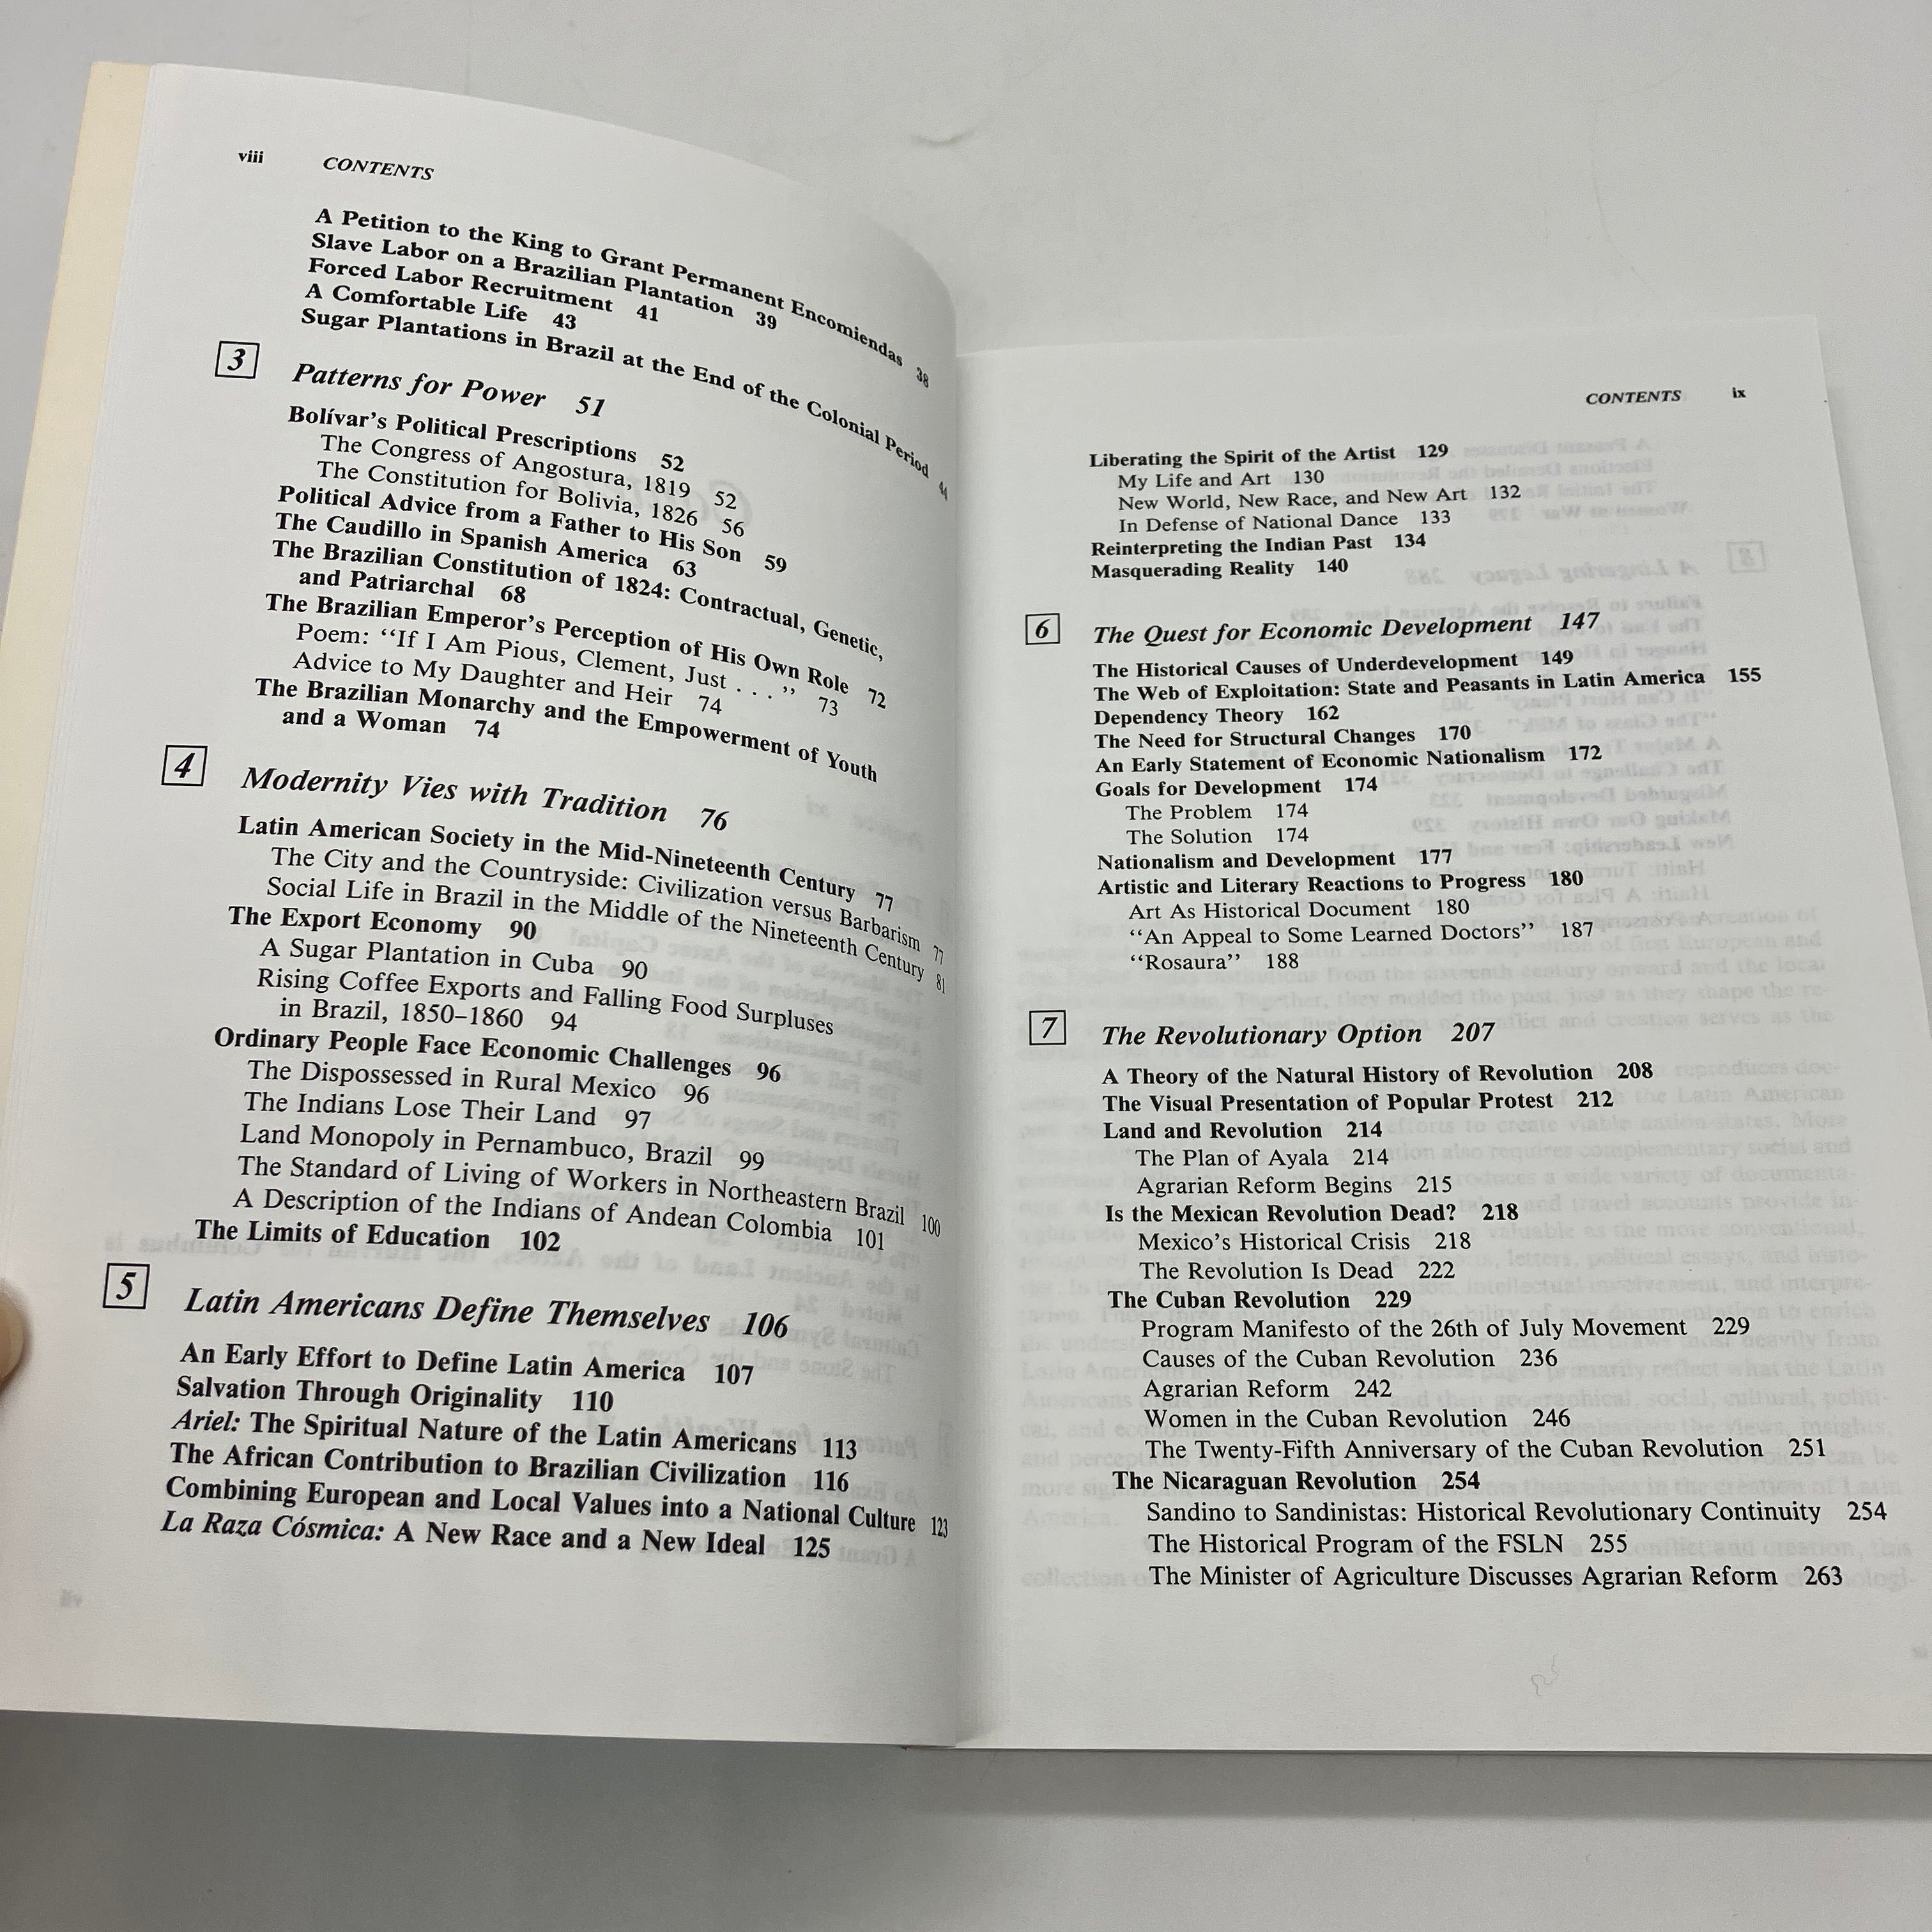 viii CONTENTS
A Petition to the King to Grant Permanent Encomiendas 38
Slave Labor on a Brazilian Plantation 39
Forced Labor Recruitment 41
A Comfortable Life 43
Sugar Plantations in Brazil at the End of the Colonial Period 44
3 Patterns for Power 51
Bolívar's Political Prescriptions 52
The Congress of Angostura, 1819 52
The Constitution for Bolivia, 1826 56
Political Advice from a Father to His Son 59
The Caudillo in Spanish America 63
The Brazilian Constitution of 1824: Contractual, Genetic,
and Patriarchal 68
The Brazilian Emperor's Perception of His Own Role 72
Poem: "If I Am Pious, Clement, Just . . . " 73
Advice to My Daughter and Heir 74
The Brazilian Monarchy and the Empowerment of Youth
and a Woman 74
4 Modernity Vies with Tradition 76
Latin American Society in the Mid-Nineteenth Century 77
The City and the Countryside: Civilization versus Barbarism 77
Social Life in Brazil in the Middle of the Nineteenth Century 81
The Export Economy 90
A Sugar Plantation in Cuba 90
Rising Coffee Exports and Falling Food Surpluses
in Brazil, 1850–1860 94
Ordinary People Face Economic Challenges 96
The Dispossessed in Rural Mexico 96
The Indians Lose Their Land 97
Land Monopoly in Pernambuco, Brazil 99
The Standard of Living of Workers in Northeastern Brazil 100
A Description of the Indians of Andean Colombia 101
The Limits of Education 102
5 Latin Americans Define Themselves 106
An Early Effort to Define Latin America 107
Salvation Through Originality 110
Ariel: The Spiritual Nature of the Latin Americans 113
The African Contribution to Brazilian Civilization 116
Combining European and Local Values into a National Culture 123
La Raza Cósmica: A New Race and a New Ideal 125
CONTENTS ix
Liberating the Spirit of the Artist 129
My Life and Art 130
New World, New Race, and New Art 132
In Defense of National Dance 133
Reinterpreting the Indian Past 134
Masquerading Reality 140
6 The Quest for Economic Development 147
The Historical Causes of Underdevelopment 149
The Web of Exploitation: State and Peasants in Latin America 155
Dependency Theory 162
The Need for Structural Changes 170
An Early Statement of Economic Nationalism 172
Goals for Development 174
The Problem 174
The Solution 174
Nationalism and Development 177
Artistic and Literary Reactions to Progress 180
Art As Historical Document 180
"An Appeal to Some Learned Doctors" 187
"Rosaura" 188
7 The Revolutionary Option 207
A Theory of the Natural History of Revolution 208
The Visual Presentation of Popular Protest 212
Land and Revolution 214
The Plan of Ayala 214
Agrarian Reform Begins 215
Is the Mexican Revolution Dead? 218
Mexico's Historical Crisis 218
The Revolution Is Dead 222
The Cuban Revolution 229
Program Manifesto of the 26th of July Movement 229
Causes of the Cuban Revolution 236
Agrarian Reform 242
Women in the Cuban Revolution 246
The Twenty-Fifth Anniversary of the Cuban Revolution 251
The Nicaraguan Revolution 254
Sandino to Sandinistas: Historical Revolutionary Continuity 254
The Historical Program of the FSLN 255
The Minister of Agriculture Discusses Agrarian Reform 263